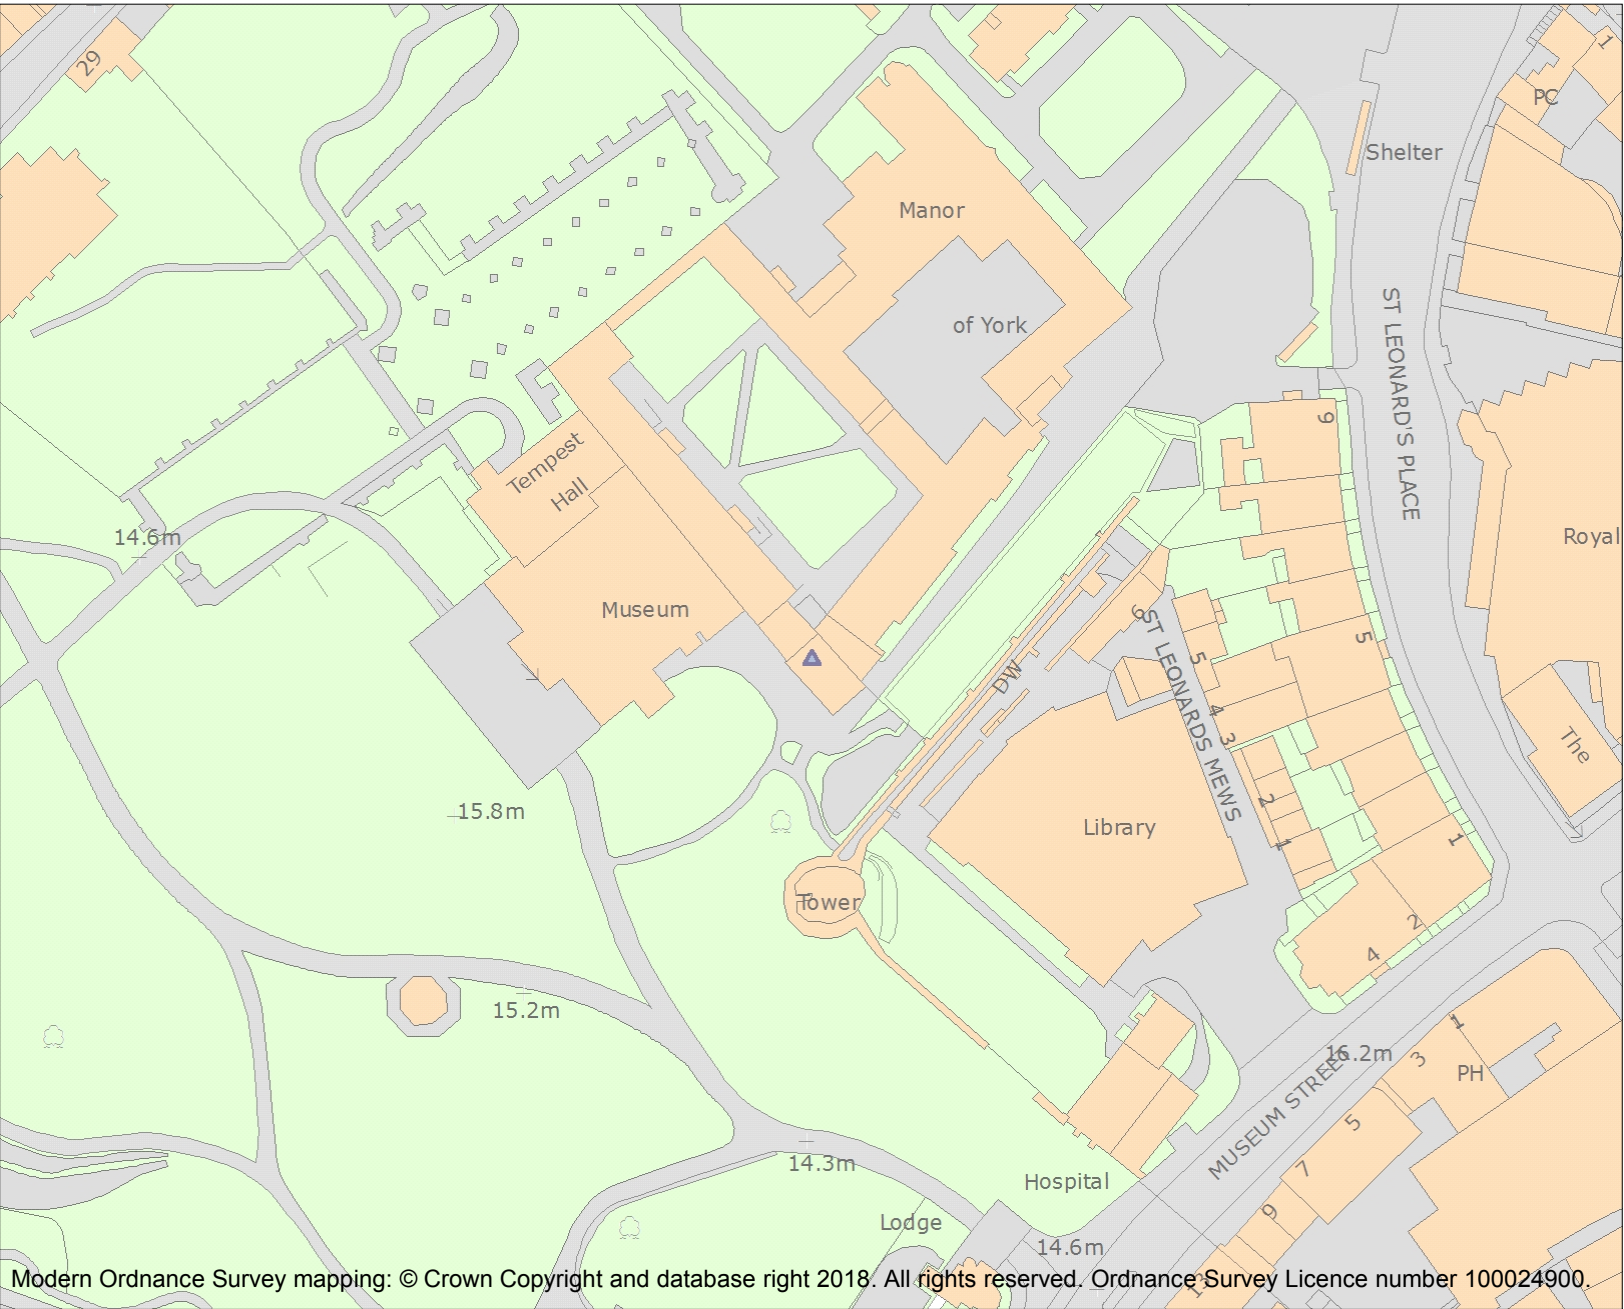 29
PC
1
Shelter
Manor
of York
ST LEONARD'S PLACE
9
Tempest
Hall
14.6m
Royal
Museum
6
5
5
DW
ST LEONARDS MEWS
4
3
The
15.8m
2
Library
1
1
Tower
2
4
15.2m
1
16.2m
3
PH
MUSEUM STREET
5
14.3m
7
Hospital
9
Lodge
14.6m
13
Modern Ordnance Survey mapping: © Crown Copyright and database right 2018. All rights reserved. Ordnance Survey Licence number 100024900.